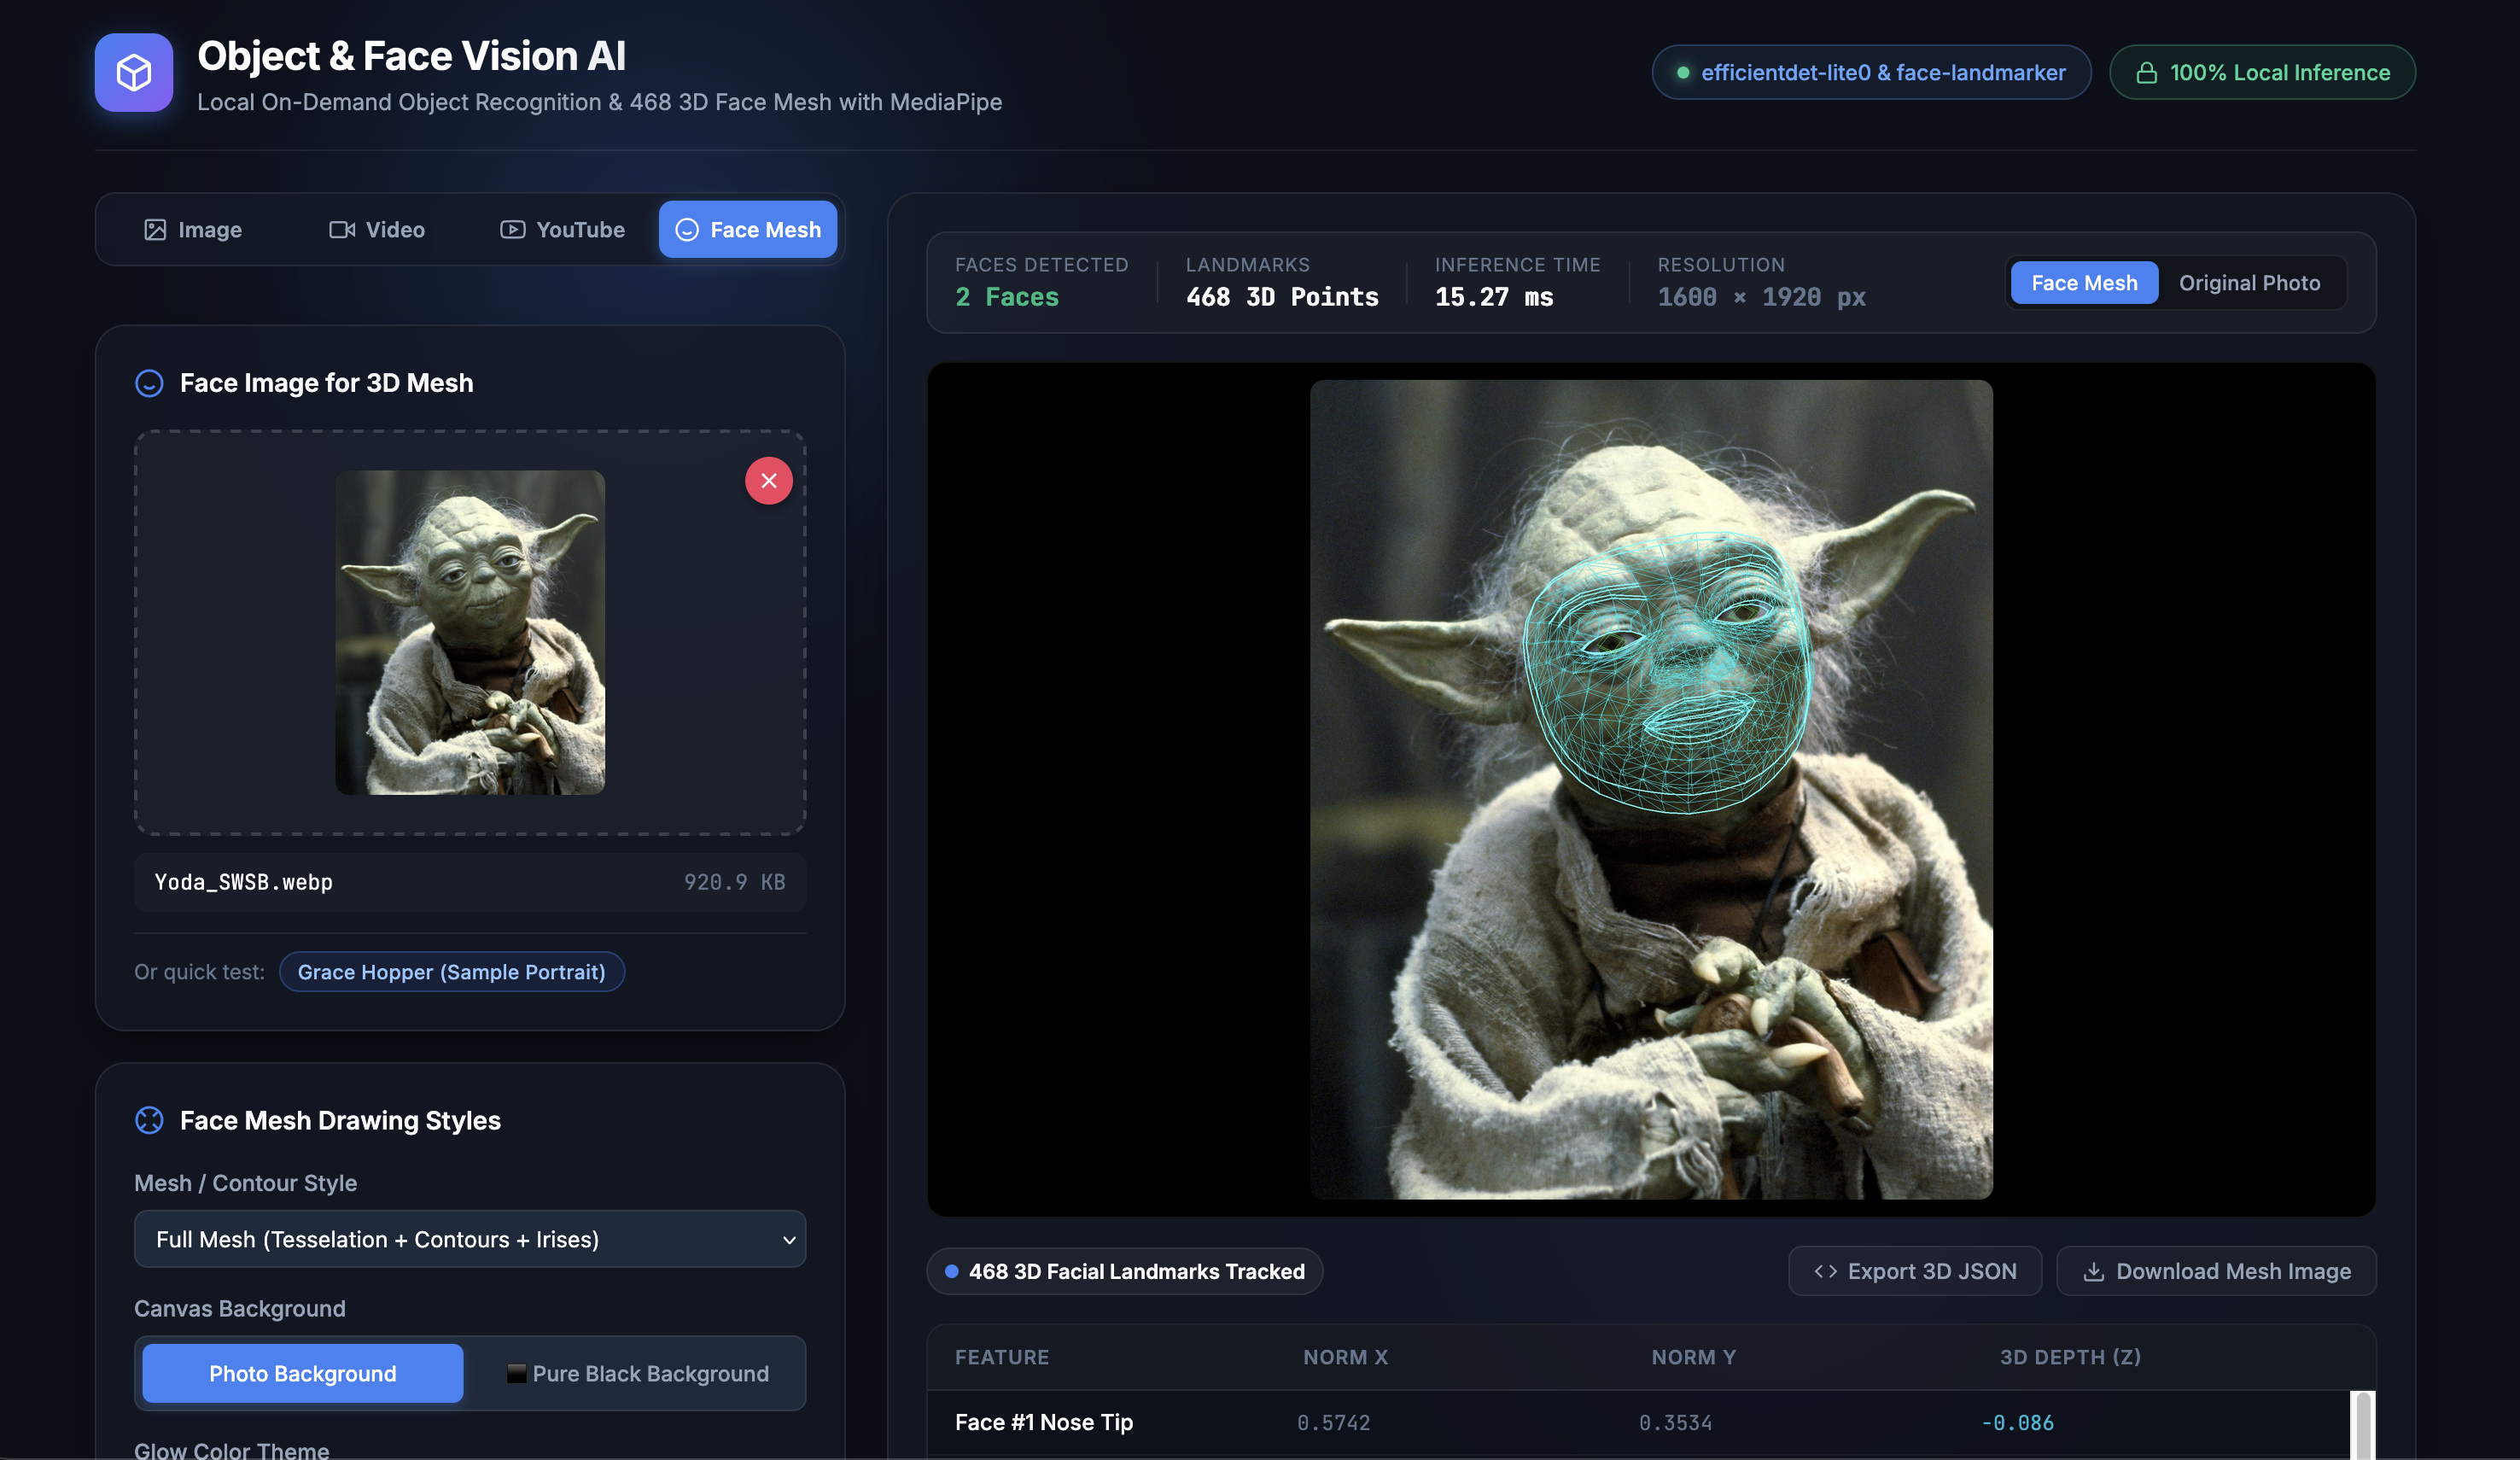 Object & Face Vision AI
Local On-Demand Object Recognition & 468 3D Face Mesh with MediaPipe
efficientdet-lite0 & face-landmarker
100% Local Inference
Image
Video
YouTube
Face Mesh
Face Image for 3D Mesh
Yoda_SWSB.webp
920.9 KB
Or quick test:
Grace Hopper (Sample Portrait)
Face Mesh Drawing Styles
Mesh / Contour Style
Full Mesh (Tesselation + Contours + Irises)
Canvas Background
Photo Background
Pure Black Background
Glow Color Theme
FACES DETECTED
2 Faces
LANDMARKS
468 3D Points
INFERENCE TIME
15.27 ms
RESOLUTION
1600 × 1920 px
Face Mesh
Original Photo
468 3D Facial Landmarks Tracked
Export 3D JSON
Download Mesh Image
FEATURE NORM X NORM Y 3D DEPTH (Z)
Face #1 Nose Tip 0.5742 0.3534 -0.086